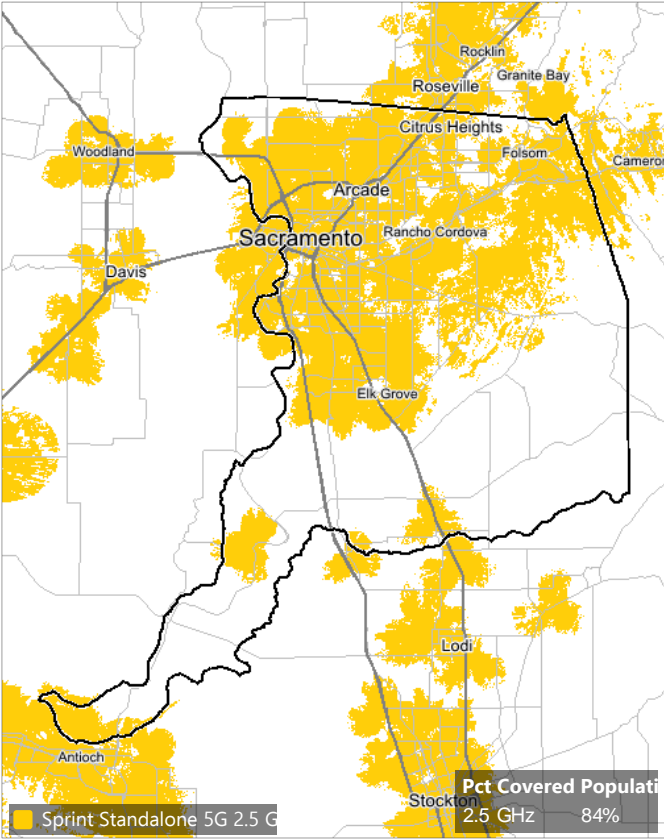 Rocklin
Granite Bay
Roseville
Citrus Heights
Woodland
Folsom
Camero
Arcade
Rancho Cordova
Sacramento
Davis
Elk Grove
Lodi
Antioch
Stockton
Pct Covered Populati
2.5 GHz 84%
Sprint Standalone 5G 2.5 G